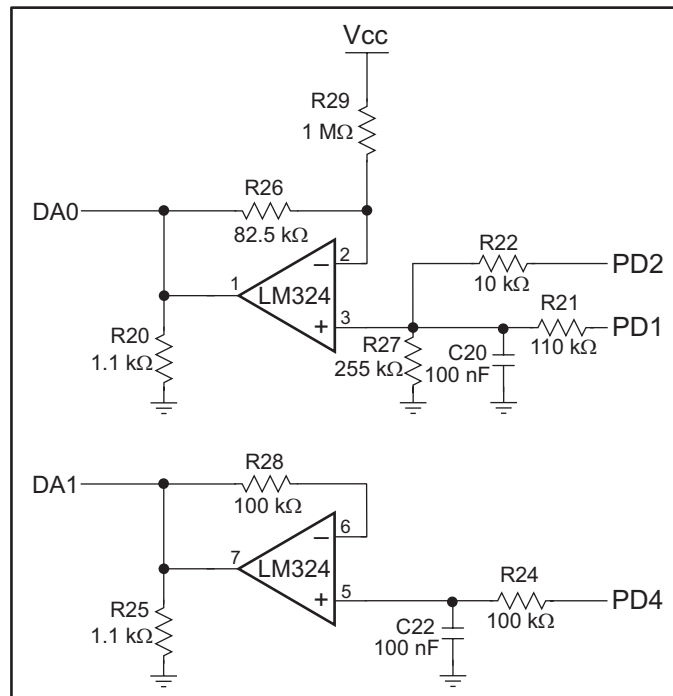 Vcc
R29
1 MΩ
R26
DA0
82.5 kΩ
2
R22
PD2
10 kΩ
1
LM324
−
+
3
R21
PD1
110 kΩ
R20
1.1 kΩ
R27
255 kΩ
C20
100 nF
R28
DA1
100 kΩ
6
7
LM324
−
+
5
R24
PD4
100 kΩ
R25
1.1 kΩ
C22
100 nF